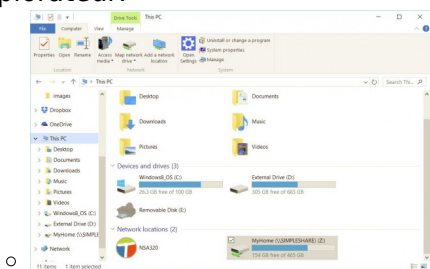 Drive Tools This PC
File Computer View Manage
Properties Open Rename Access media Map network drive Add a network location Open Settings Uninstall or change a program
System properties
Manage
Location Network System
This PC Search Thi...
images
Dropbox
OneDrive
This PC
Desktop
Documents
Downloads
Music
Pictures
Videos
Windows8_OS (C:)
External Drive (D:)
MyHome (\\SIMPLE
Network
Desktop Documents
Downloads Music
Pictures Videos
Devices and drives (3)
Windows8_OS (C:) External Drive (D:)
26.3 GB free of 100 GB 305 GB free of 683 GB
Removable Disk (E:)
Network locations (2)
NSA320 MyHome (\\SIMPLESHARE) (Z:)
154 GB free of 465 GB
11 items 1 item selected